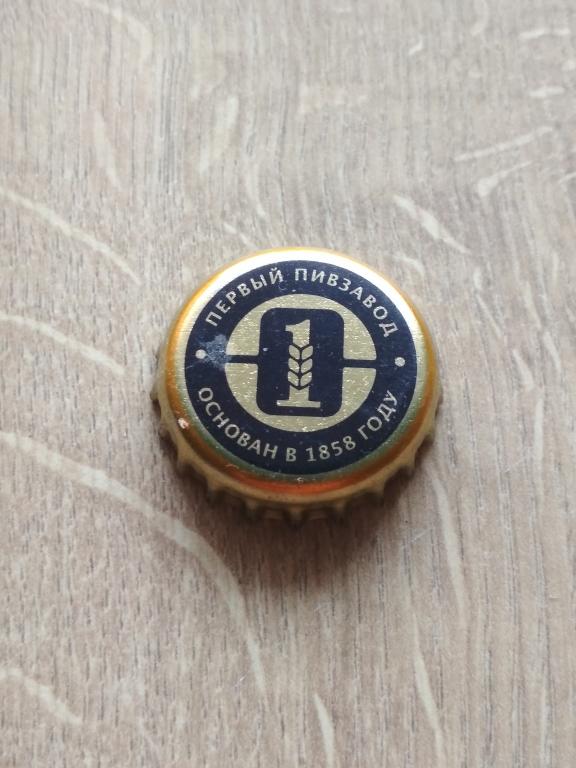 ПЕРВЫЙ ПИВЗАВОД
1
ОСНОВАН В 1858 ГОДУ